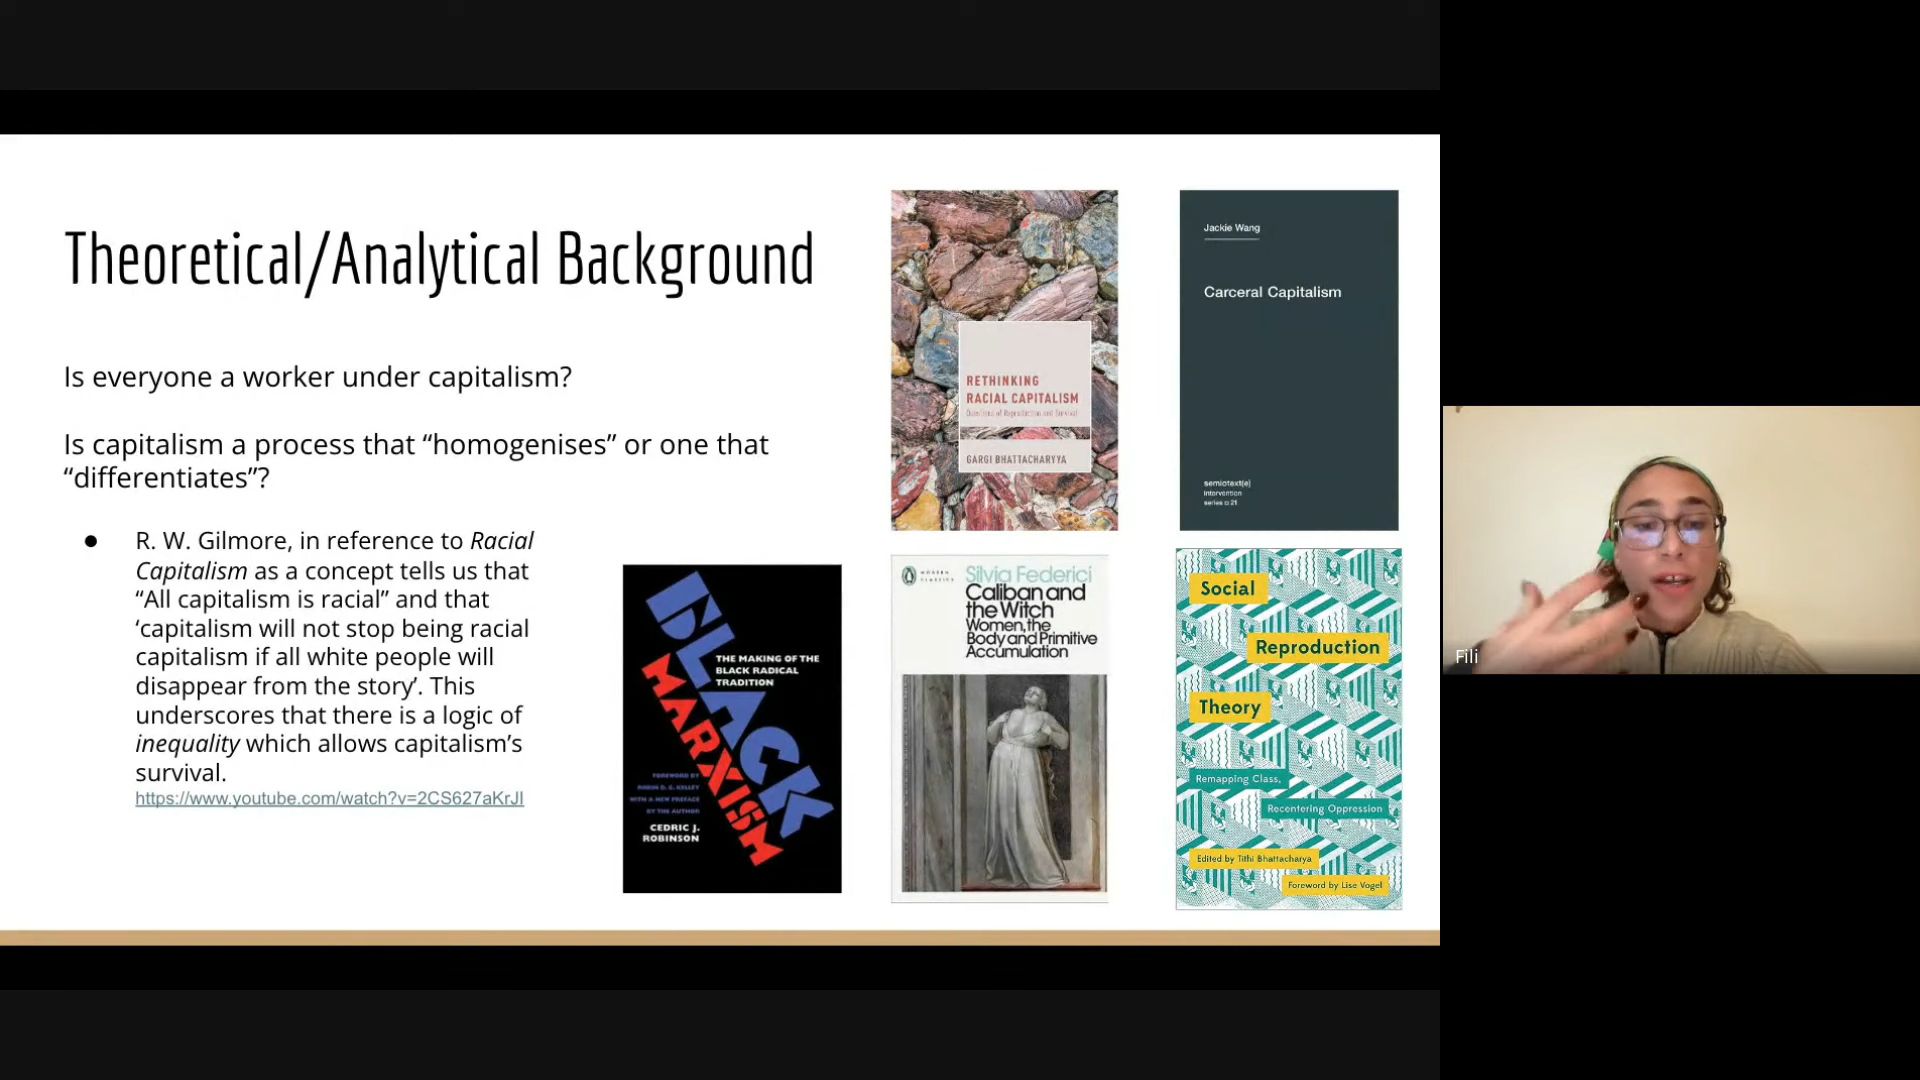 Theoretical/Analytical Background
Is everyone a worker under capitalism?
Is capitalism a process that “homogenises” or one that
“differentiates”?
● R. W. Gilmore, in reference to Racial
Capitalism as a concept tells us that
“All capitalism is racial” and that
‘capitalism will not stop being racial
capitalism if all white people will
disappear from the story’. This
underscores that there is a logic of
inequality which allows capitalism’s
survival.
https://www.youtube.com/watch?v=2CS627aKrJI
RETHINKING
RACIAL CAPITALISM
Questions of Reproduction and Survival
GARGI BHATTACHARYYA
Jackie Wang
Carceral Capitalism
semiotext(e)
intervention
series □ 21
BLACK
MARXISM
THE MAKING OF THE
BLACK RADICAL
TRADITION
FOREWORD BY
ROBIN D. G. KELLEY
WITH A NEW PREFACE
BY THE AUTHOR
CEDRIC J.
ROBINSON
MODERN
CLASSICS
Silvia Federici
Caliban and
the Witch
Women, the
Body and Primitive
Accumulation
Social
Reproduction
Theory
Remapping Class,
Recentering Oppression
Edited by Tithi Bhattacharya
Foreword by Lise Vogel
Fili